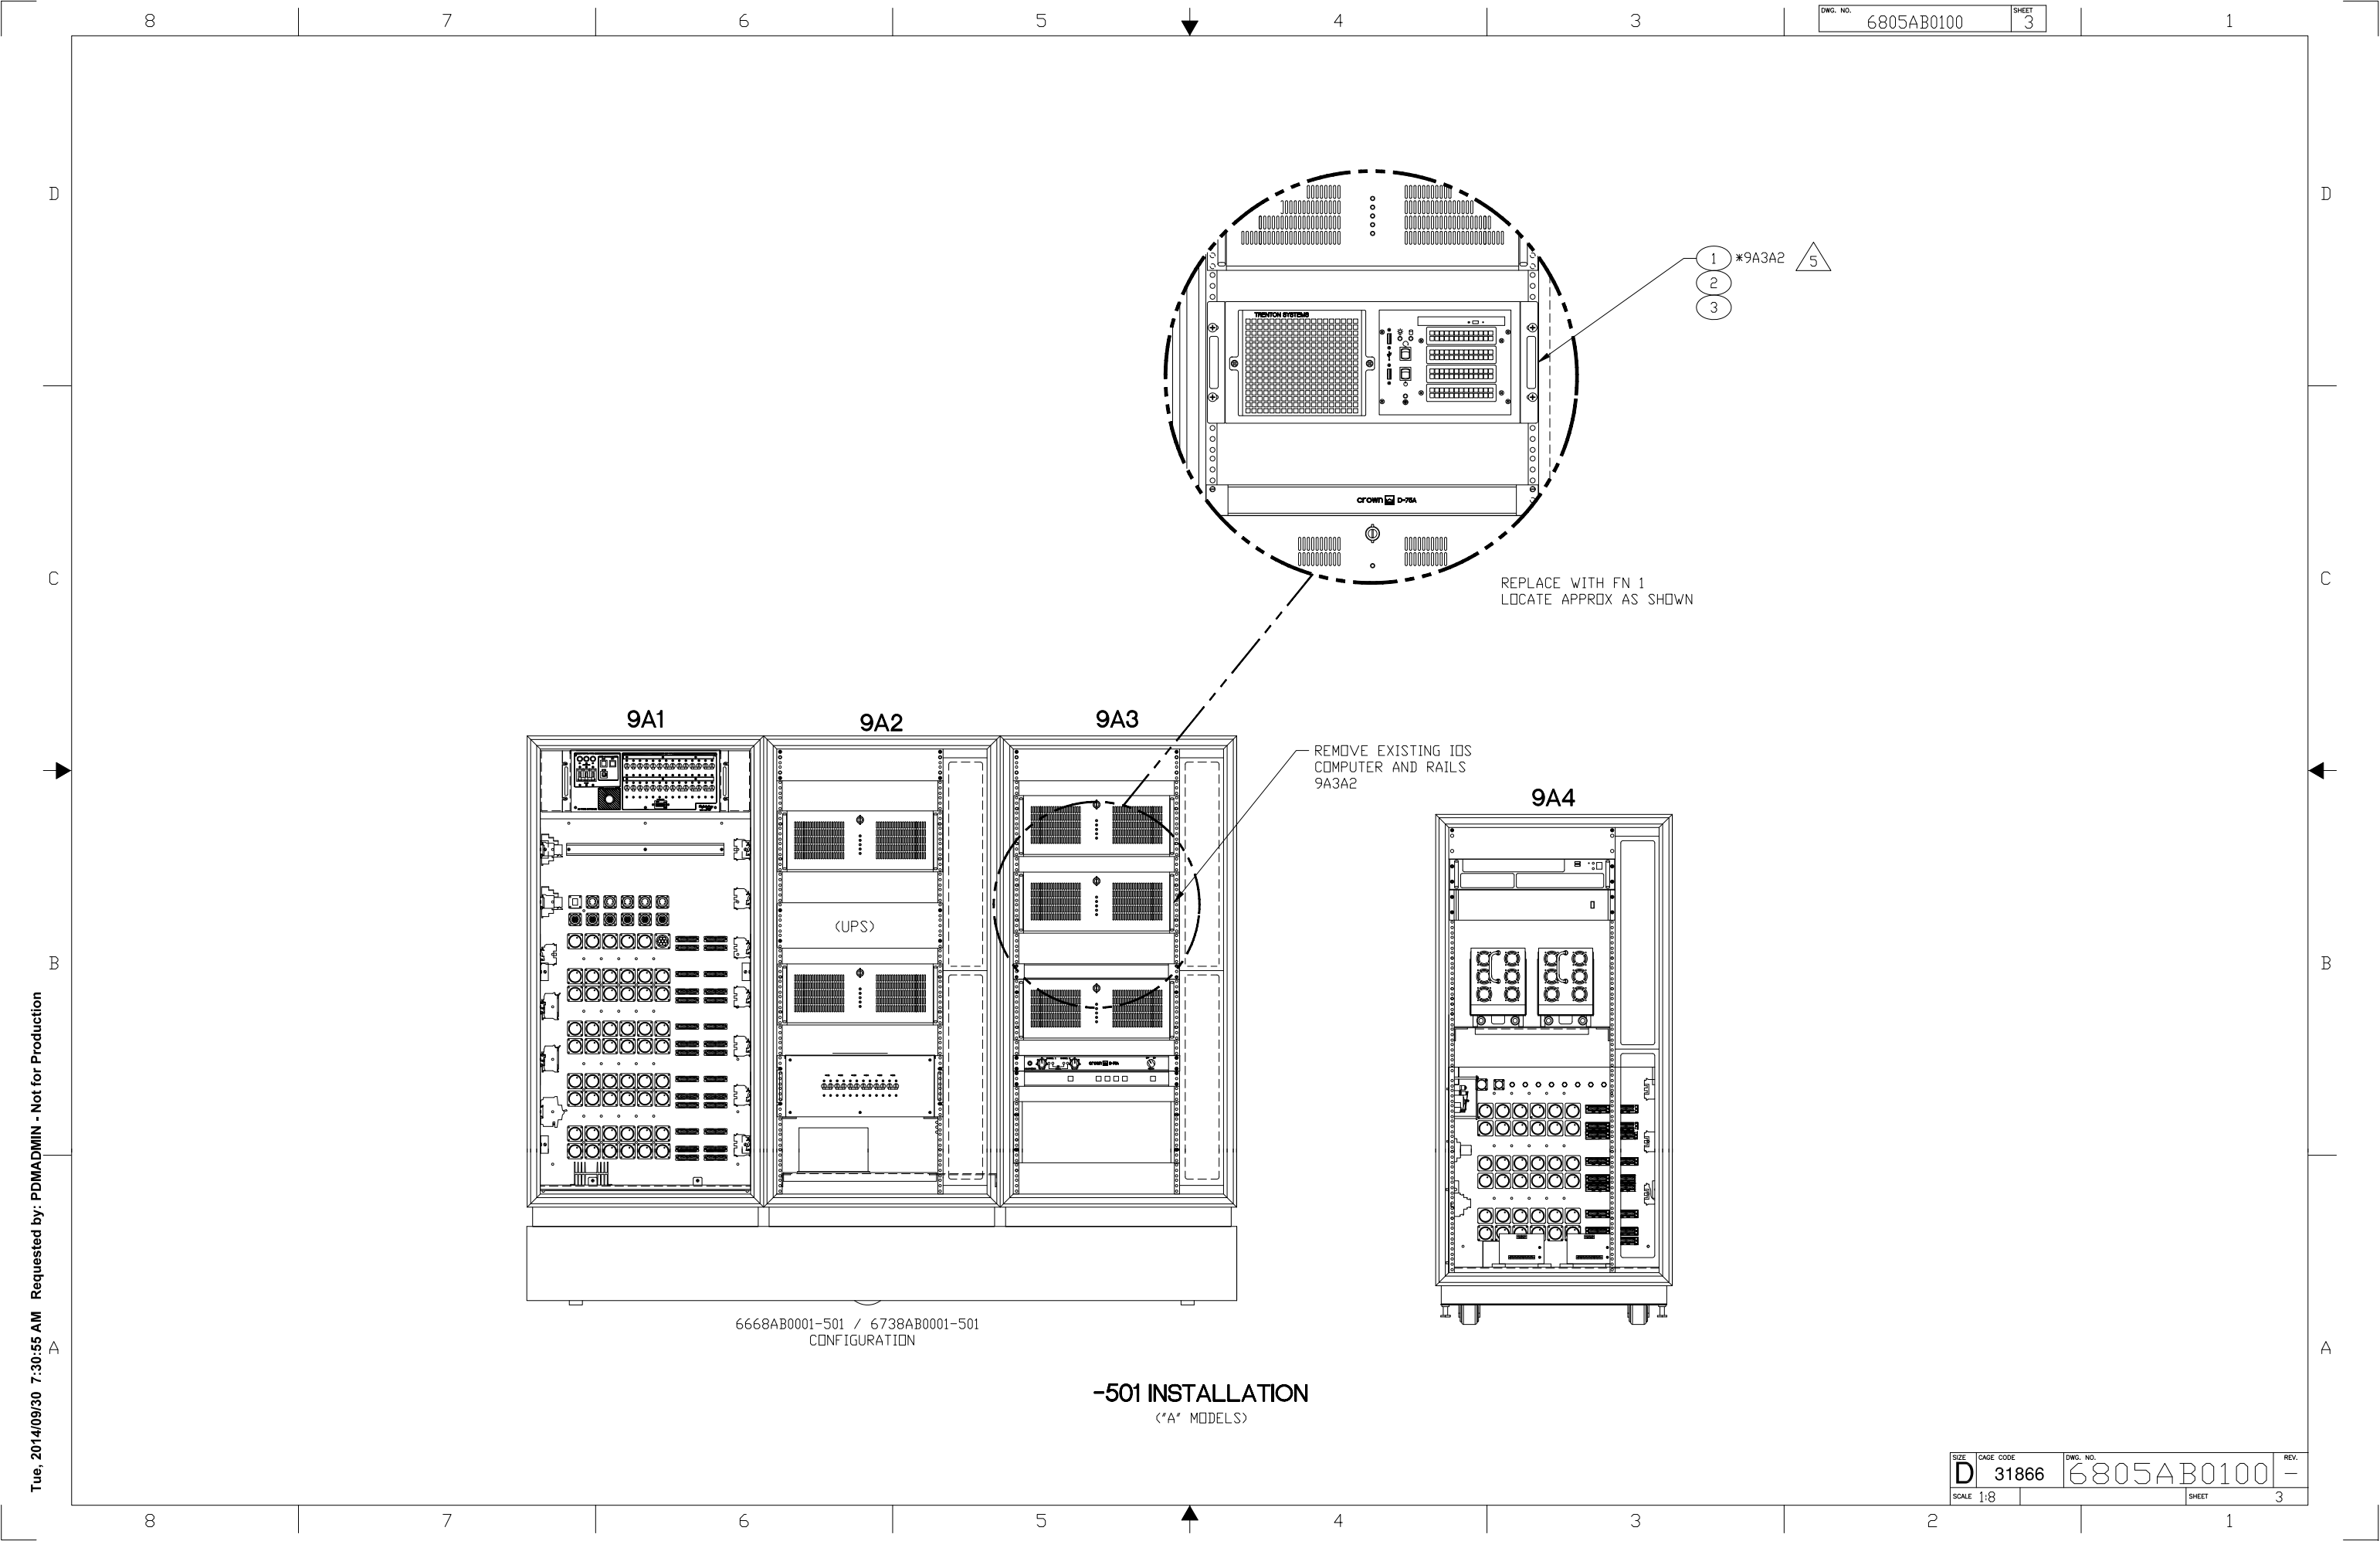 8 7 6 5 4 3 1
DWG. NO. SHEET
6805AB0100 3
D D
TRENTON SYSTEMS
1 *9A3A2 5
2
3
crown D-75A
C C
REPLACE WITH FN 1
LOCATE APPROX AS SHOWN
9A1 9A2 9A3
REMOVE EXISTING IOS
COMPUTER AND RAILS
9A3A2
9A4
(UPS)
B B
Tue, 2014/09/30 7:30:55 AM Requested by: PDMADMIN - Not for Production
6668AB0001-501 / 6738AB0001-501
CONFIGURATION
A A
-501 INSTALLATION
("A" MODELS)
SIZE CAGE CODE DWG. NO. REV.
D 31866 6805AB0100 -
SCALE 1:8 SHEET 3
8 7 6 5 4 3 2 1